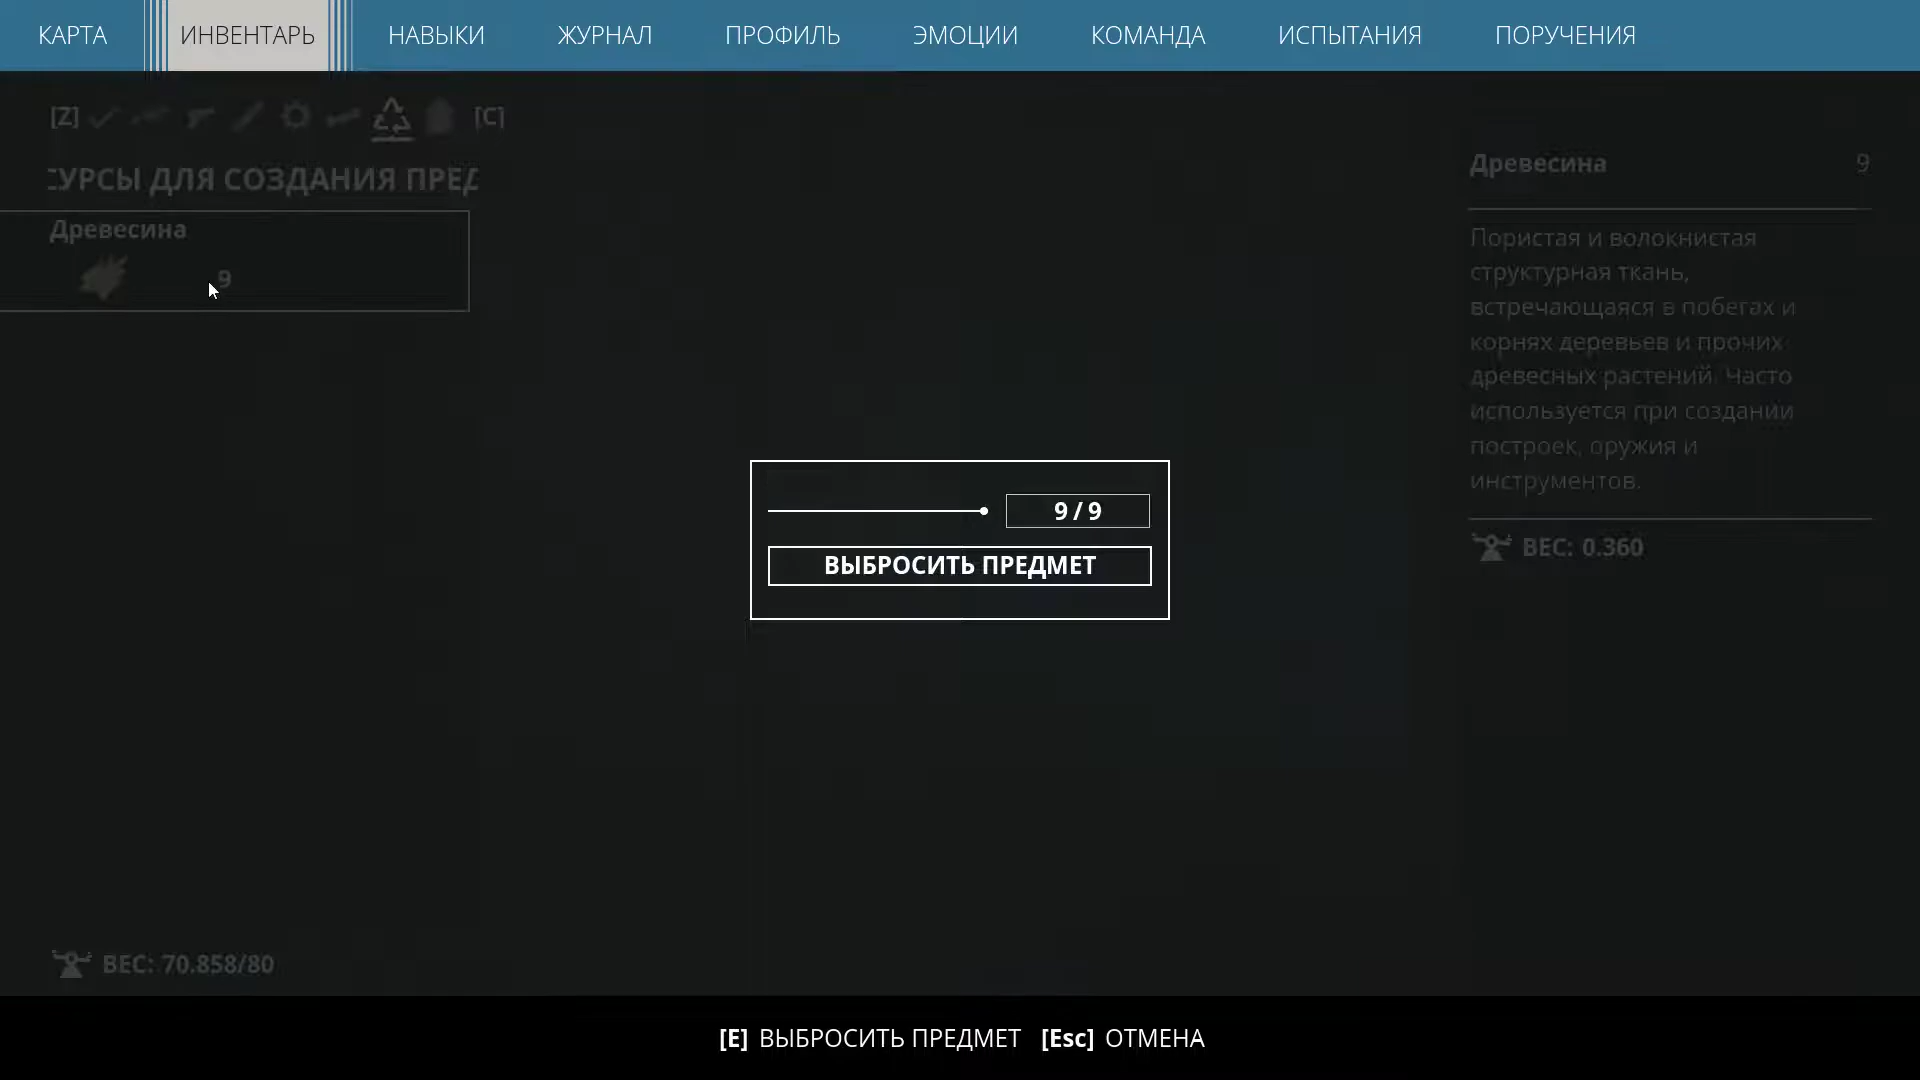 КАРТА ИНВЕНТАРЬ НАВЫКИ ЖУРНАЛ ПРОФИЛЬ ЭМОЦИИ КОМАНДА ИСПЫТАНИЯ ПОРУЧЕНИЯ
[Z] [C]
СУРСЫ ДЛЯ СОЗДАНИЯ ПРЕД
Древесина
9
Древесина 9
Пористая и волокнистая
структурная ткань,
встречающаяся в побегах и
корнях деревьев и прочих
древесных растений. Часто
используется при создании
построек, оружия и
инструментов.
ВЕС: 0.360
9 / 9
ВЫБРОСИТЬ ПРЕДМЕТ
ВЕС: 70.858/80
[E] ВЫБРОСИТЬ ПРЕДМЕТ [Esc] ОТМЕНА